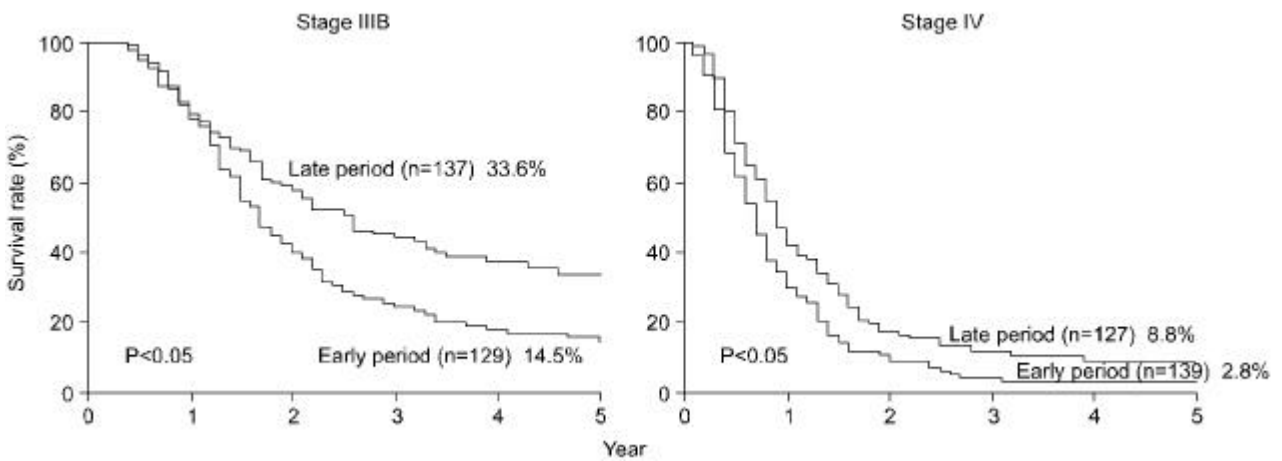 Stage IIIB
Stage IV
Survival rate (%)
100
80
60
40
20
0
Late period (n=137) 33.6%
P<0.05
Early period (n=129) 14.5%
0 1 2 3 4 5
100
80
60
40
20
0
Late period (n=127) 8.8%
P<0.05
Early period (n=139) 2.8%
0 1 2 3 4 5
Year